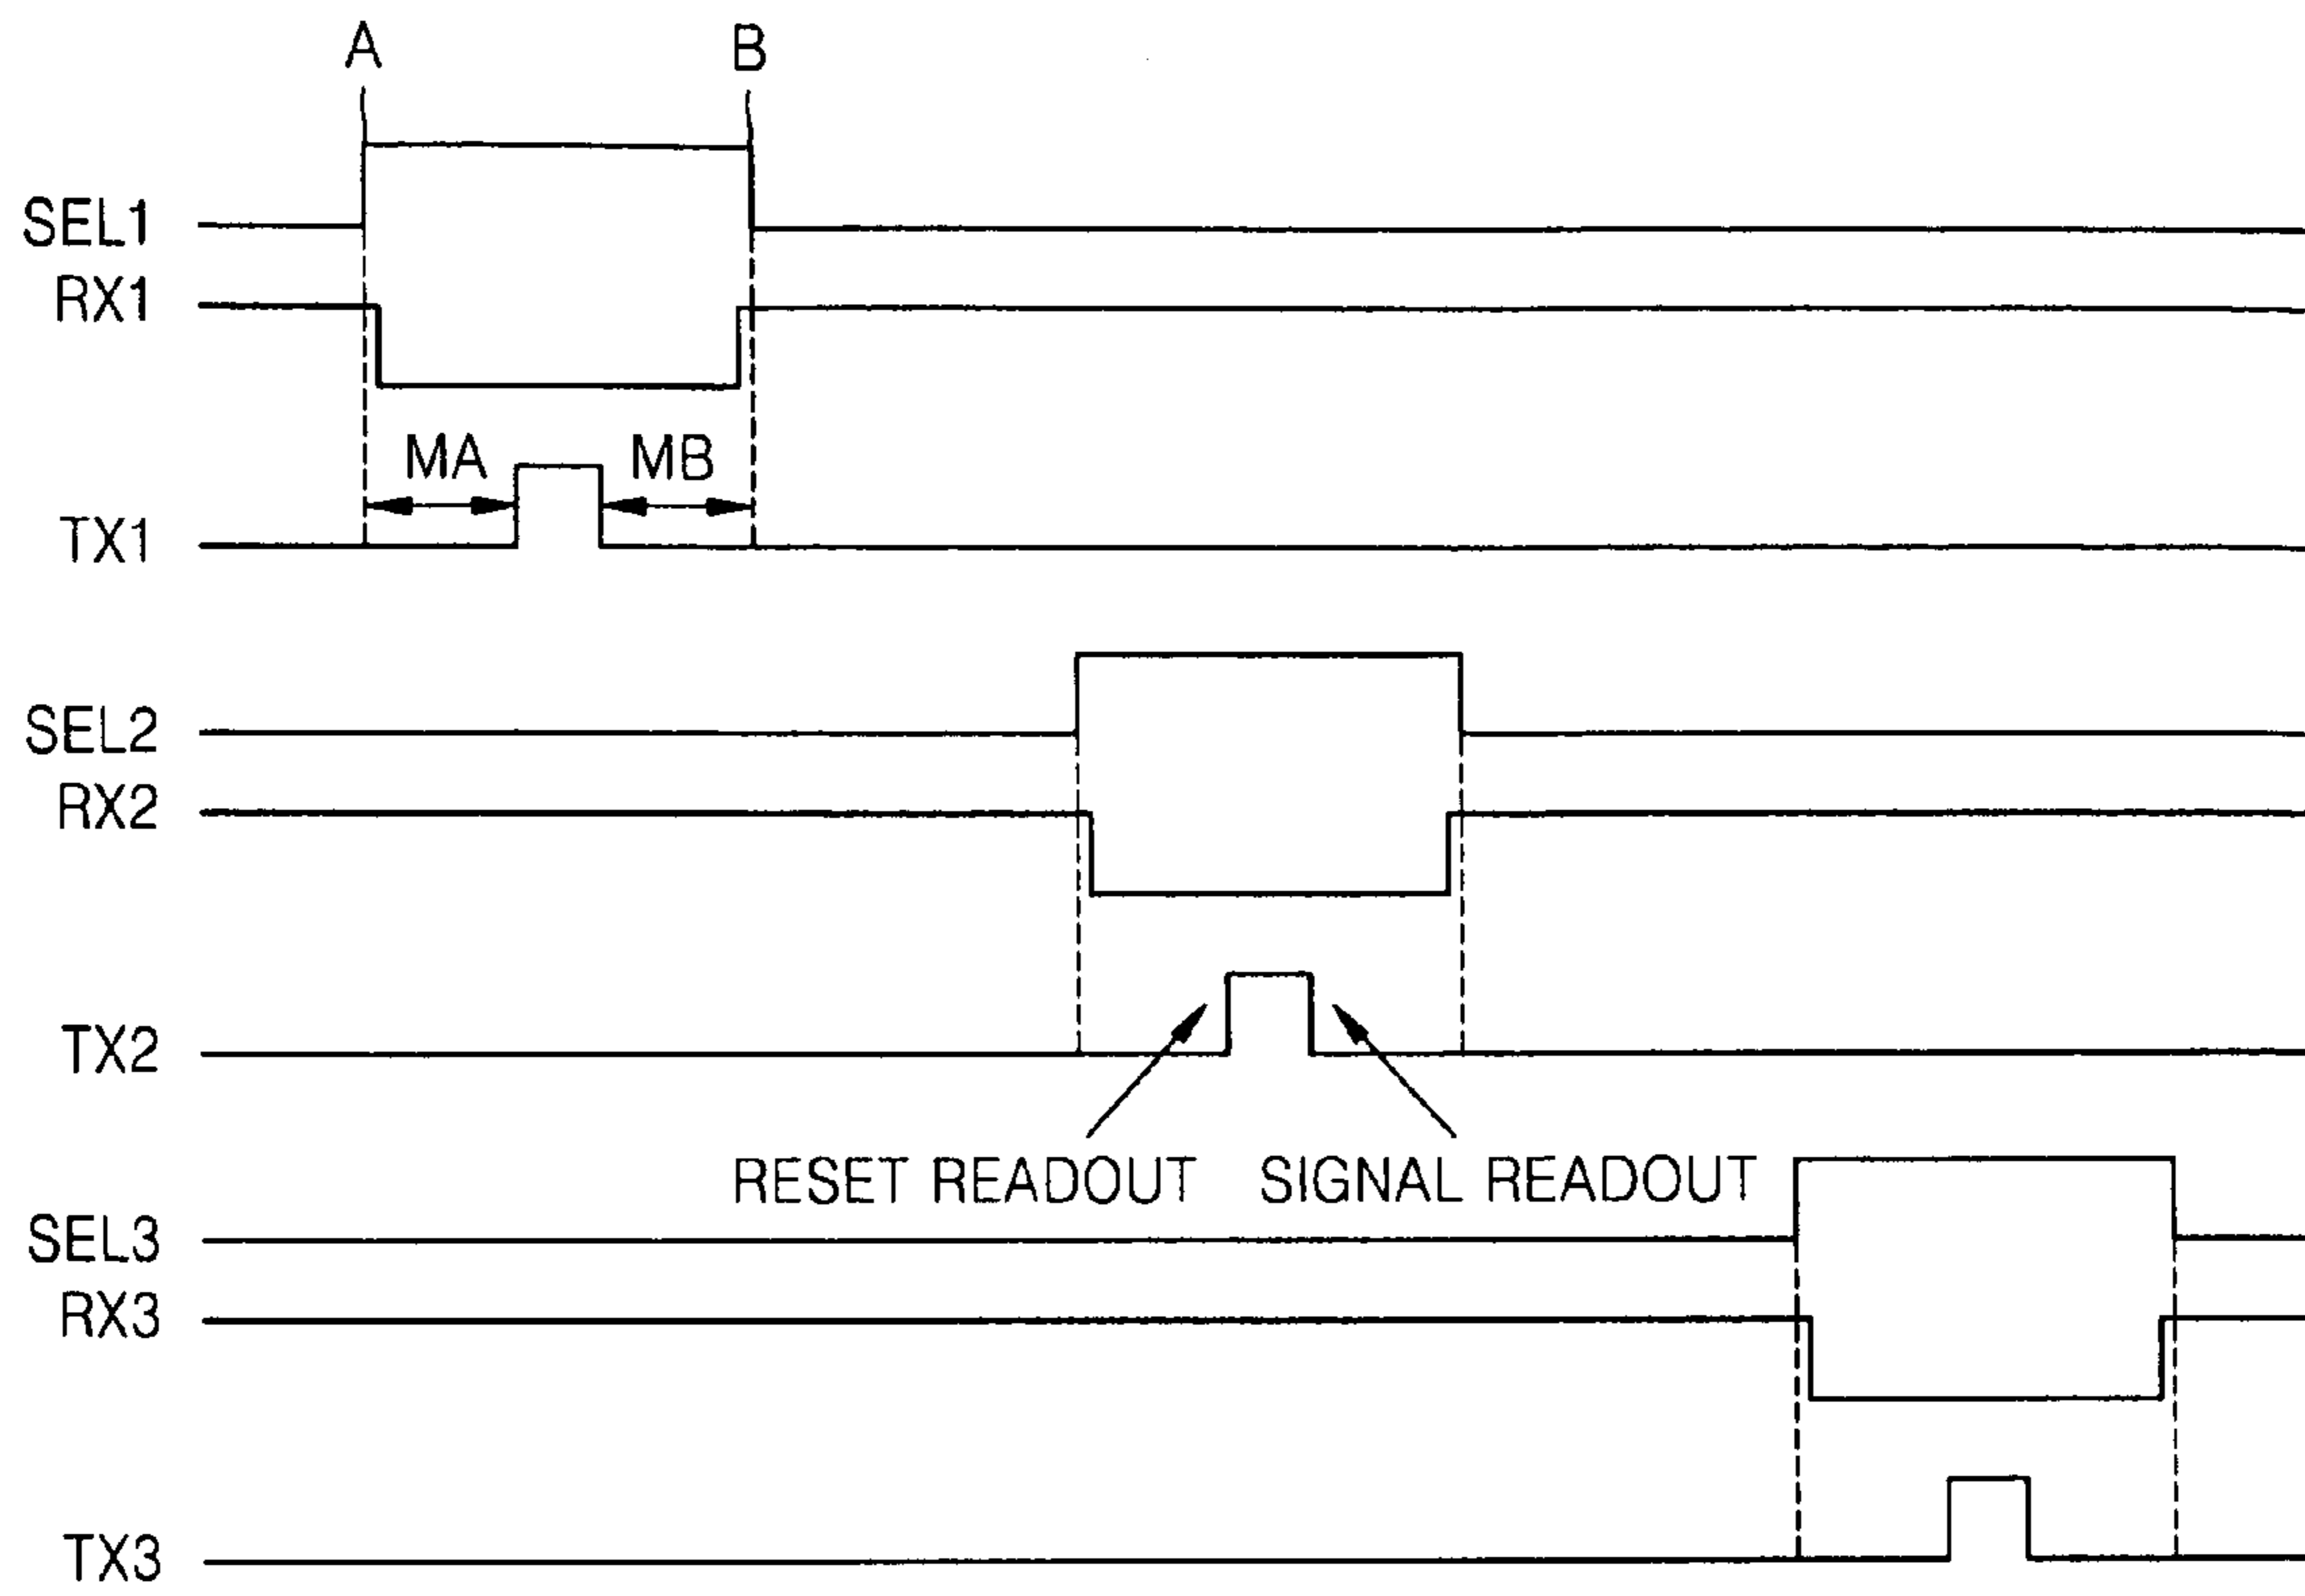 A B
SEL1
RX1
MA MB
TX1
SEL2
RX2
TX2
RESET READOUT SIGNAL READOUT
SEL3
RX3
TX3